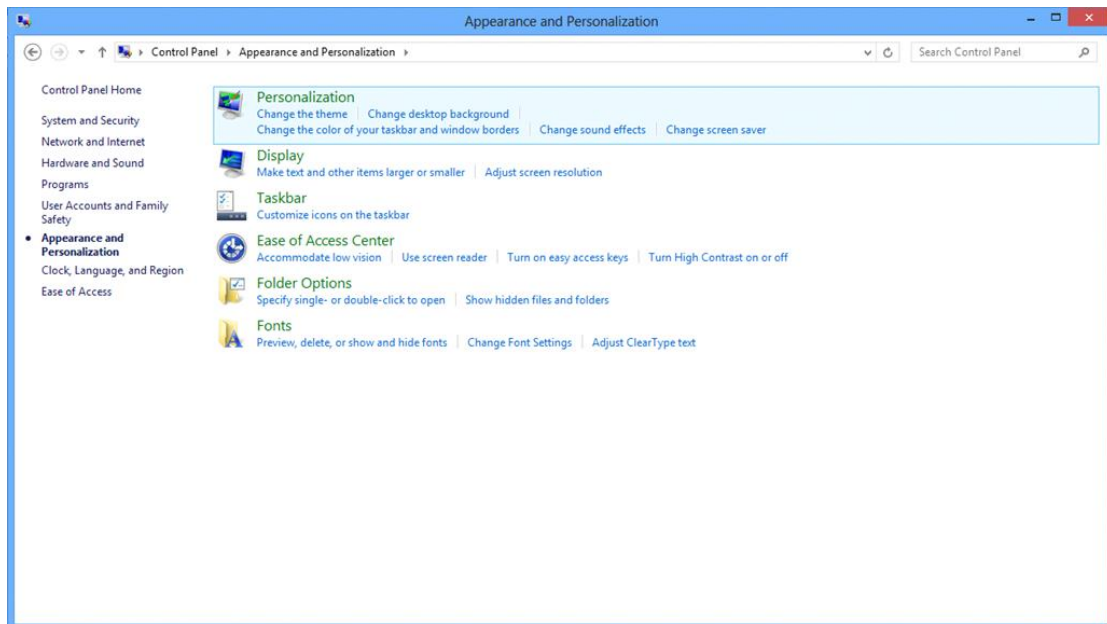 Appearance and Personalization
Control Panel Appearance and Personalization
Search Control Panel
Control Panel Home
System and Security
Network and Internet
Hardware and Sound
Programs
User Accounts and Family
Safety
Appearance and
Personalization
Clock, Language, and Region
Ease of Access
Personalization
Change the theme Change desktop background
Change the color of your taskbar and window borders Change sound effects Change screen saver
Display
Make text and other items larger or smaller Adjust screen resolution
Taskbar
Customize icons on the taskbar
Ease of Access Center
Accommodate low vision Use screen reader Turn on easy access keys Turn High Contrast on or off
Folder Options
Specify single- or double-click to open Show hidden files and folders
Fonts
Preview, delete, or show and hide fonts Change Font Settings Adjust ClearType text